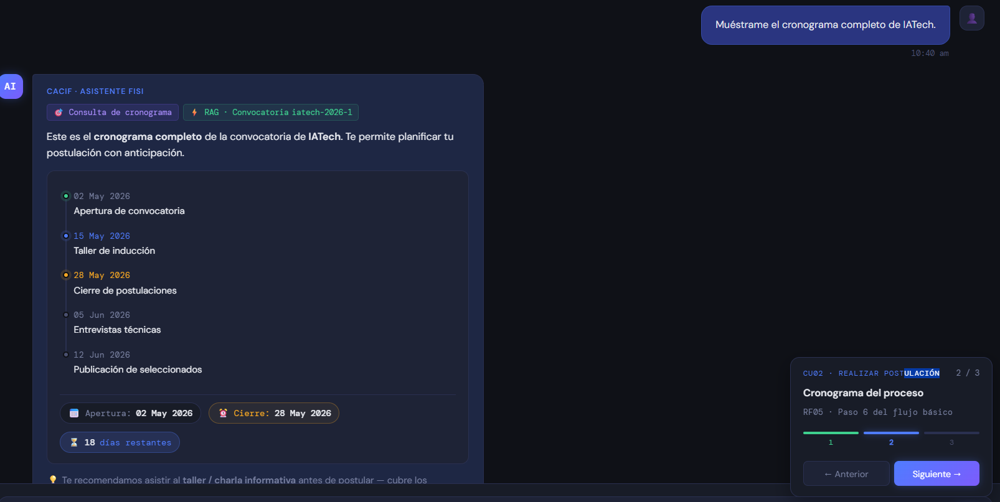 Muéstrame el cronograma completo de IATech.
10:40 am
AI
CACIF · ASISTENTE FISI
🎯 Consulta de cronograma
⚡ RAG · Convocatoria iatech-2026-1
Este es el cronograma completo de la convocatoria de IATech. Te permite planificar tu
postulación con anticipación.
02 May 2026
Apertura de convocatoria
15 May 2026
Taller de inducción
28 May 2026
Cierre de postulaciones
05 Jun 2026
Entrevistas técnicas
12 Jun 2026
Publicación de seleccionados
Apertura: 02 May 2026
⏰ Cierre: 28 May 2026
⏳ 18 días restantes
💡 Te recomendamos asistir al taller / charla informativa antes de postular — cubre los
CU02 · REALIZAR POSTULACIÓN
2 / 3
Cronograma del proceso
RF05 · Paso 6 del flujo básico
1
2
3
← Anterior
Siguiente →